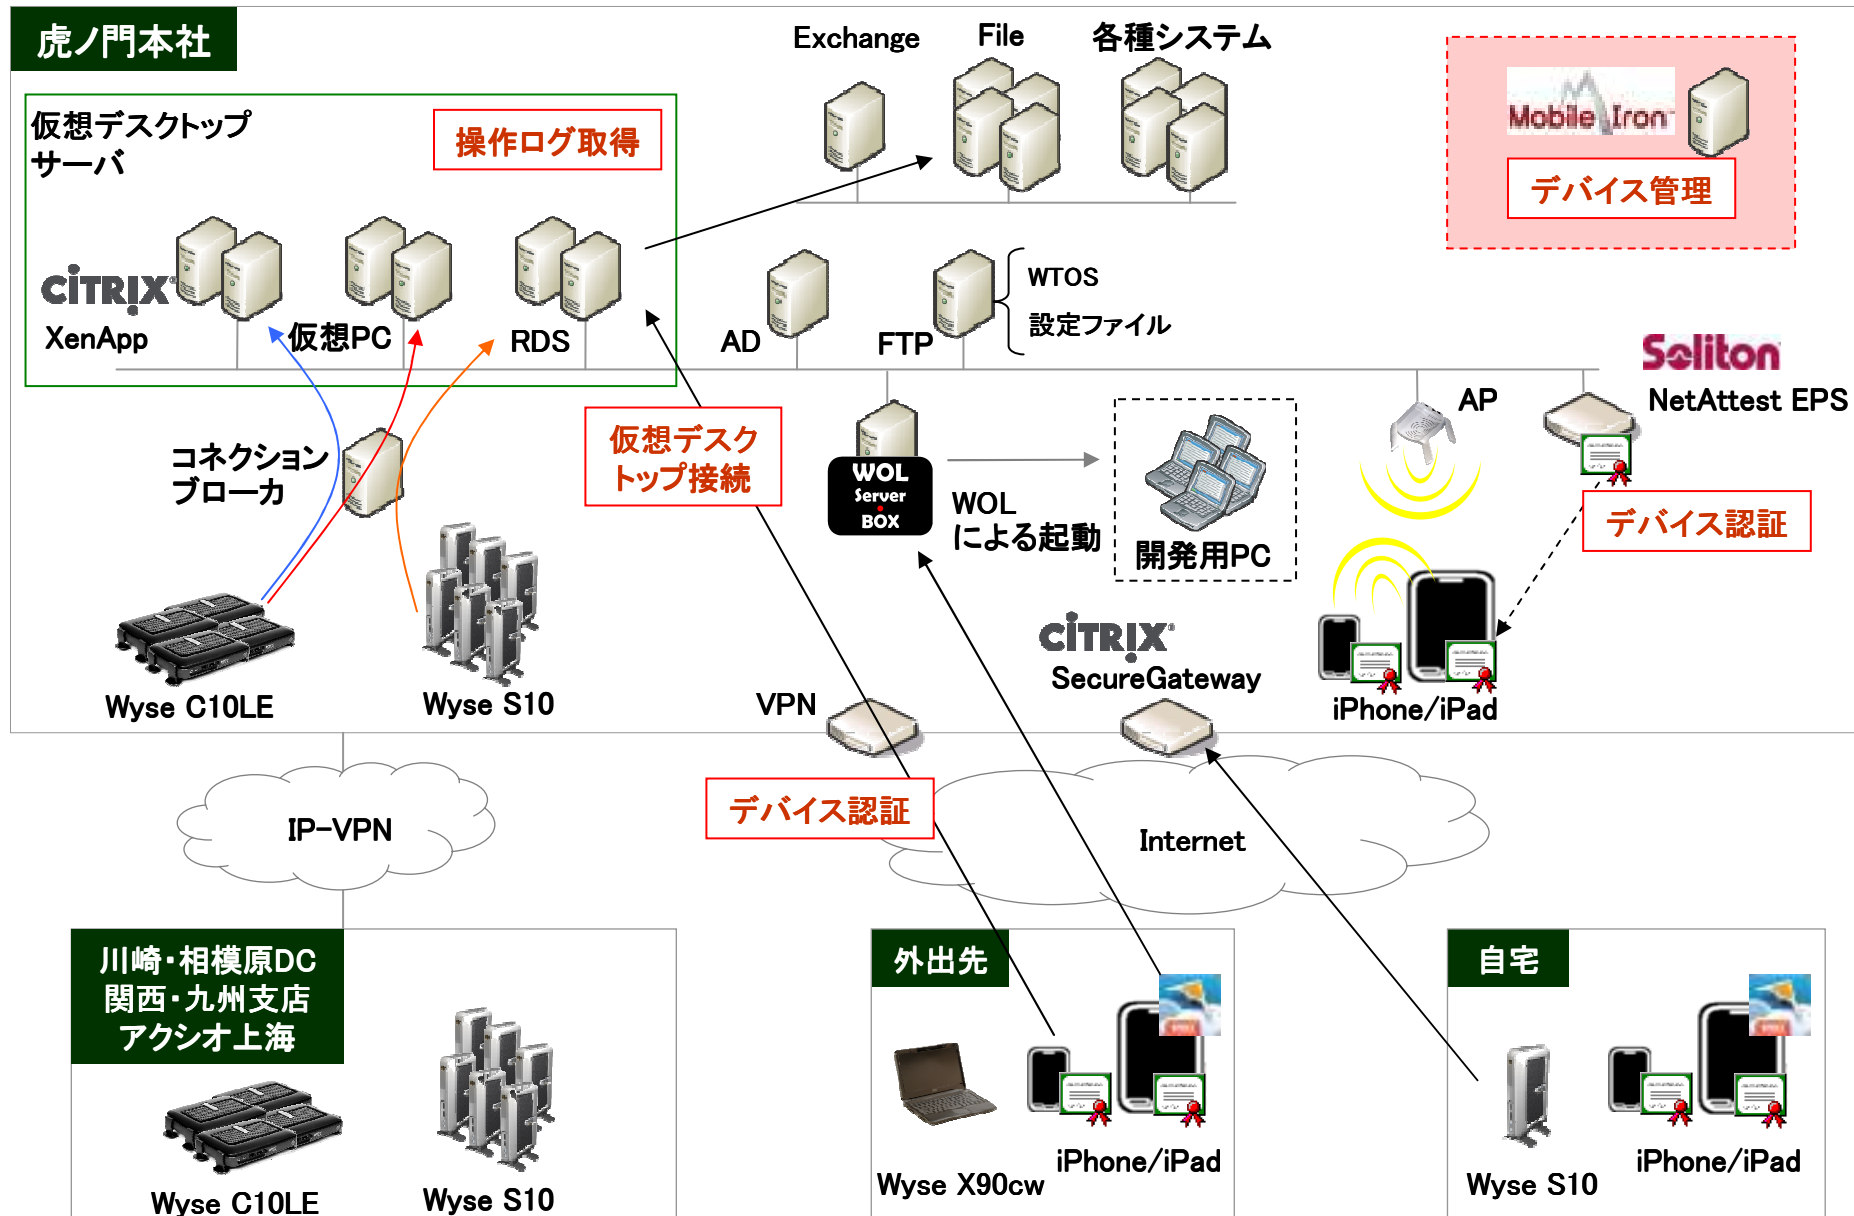 虎ノ門本社
Exchange
File
各種システム
Mobile Iron
デバイス管理
仮想デスクトップ
サーバ
操作ログ取得
CITRIX
XenApp
仮想PC
RDS
AD
FTP
WTOS
設定ファイル
Soliton
NetAttest EPS
AP
コネクション
ブローカ
仮想デスク
トップ接続
WOL
Server
BOX
WOL
による起動
開発用PC
デバイス認証
Wyse C10LE
Wyse S10
VPN
CITRIX
SecureGateway
iPhone/iPad
IP-VPN
デバイス認証
Internet
川崎・相模原DC
関西・九州支店
アクシオ上海
Wyse C10LE
Wyse S10
外出先
Wyse X90cw
iPhone/iPad
自宅
Wyse S10
iPhone/iPad